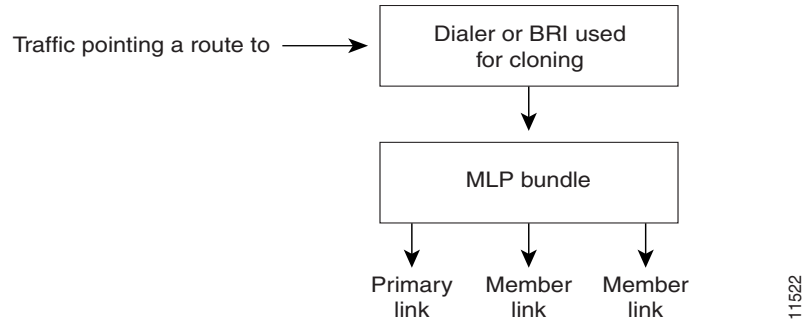 Traffic pointing a route to
Dialer or BRI used
for cloning
MLP bundle
Primary
link
Member
link
Member
link
11522